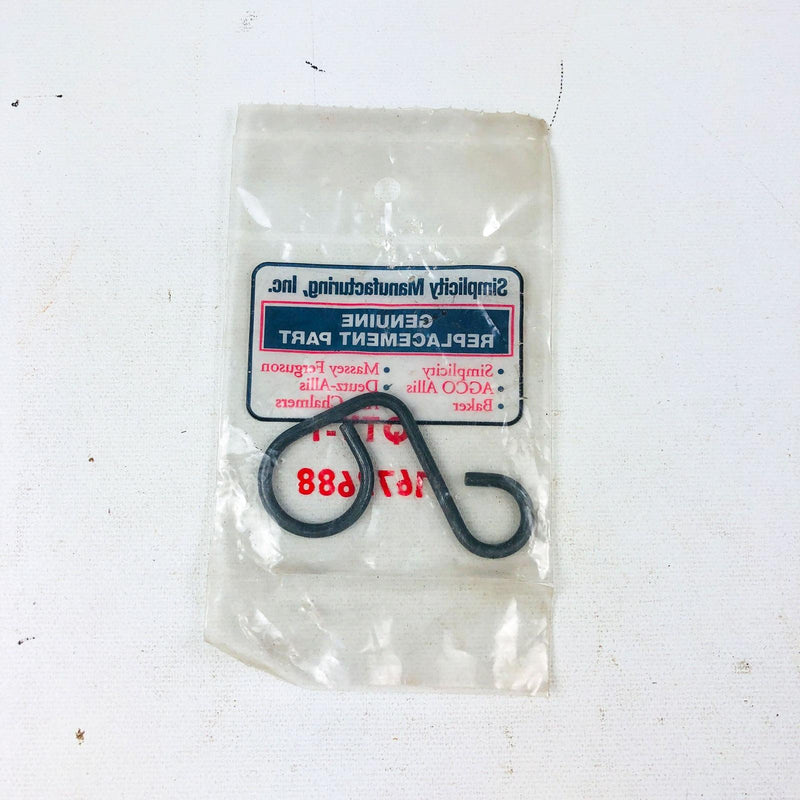 Simplicity Manufacturing, Inc.
GENUINE
REPLACEMENT PART
• Simplicity • Massey Ferguson
• AGCO Allis • Deutz-Allis
• Baker Chalmers